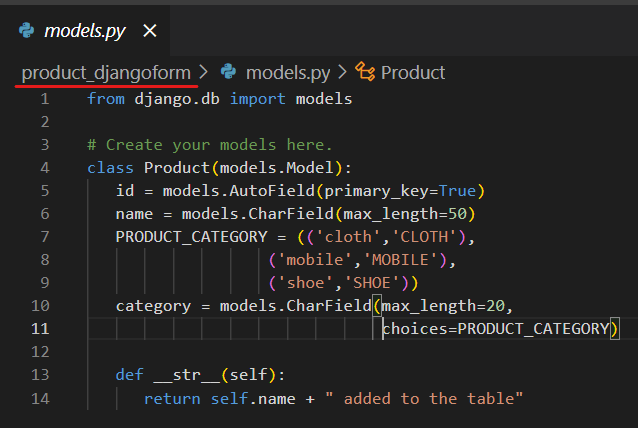 models.py ×
product_djangoform > models.py > Product
1 from django.db import models
2
3 # Create your models here.
4 class Product(models.Model):
5 id = models.AutoField(primary_key=True)
6 name = models.CharField(max_length=50)
7 PRODUCT_CATEGORY = (('cloth','CLOTH'),
8 ('mobile','MOBILE'),
9 ('shoe','SHOE'))
10 category = models.CharField(max_length=20,
11 choices=PRODUCT_CATEGORY)
12
13 def __str__(self):
14 return self.name + " added to the table"